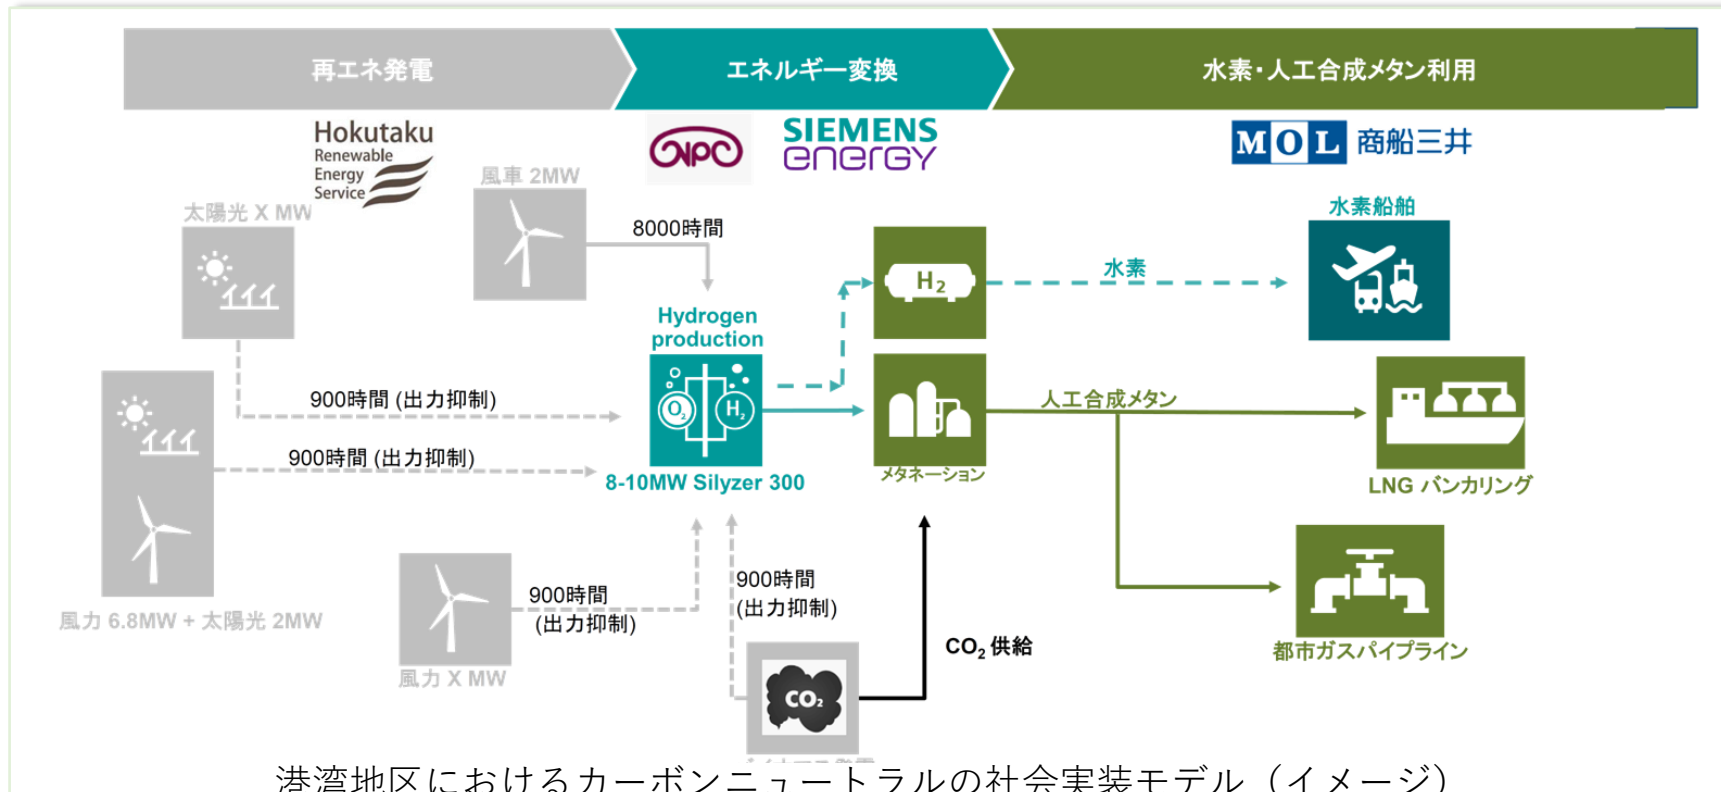 再エネ発電
エネルギー変換
水素・人工合成メタン利用
Hokutaku
Renewable
Energy
Service
NPC
SIEMENS
energy
MOL 商船三井
太陽光 X MW
風車 2MW
8000時間
水素船舶
水素
H2
Hydrogen
production
O2 H2
8-10MW Silyzer 300
900時間 (出力抑制)
900時間 (出力抑制)
人工合成メタン
メタネーション
LNG バンカリング
風力 6.8MW + 太陽光 2MW
900時間
(出力抑制)
風力 X MW
900時間
(出力抑制)
CO2
CO2 供給
都市ガスパイプライン
港湾地区におけるカーボンニュートラルの社会実装モデル（イメージ）